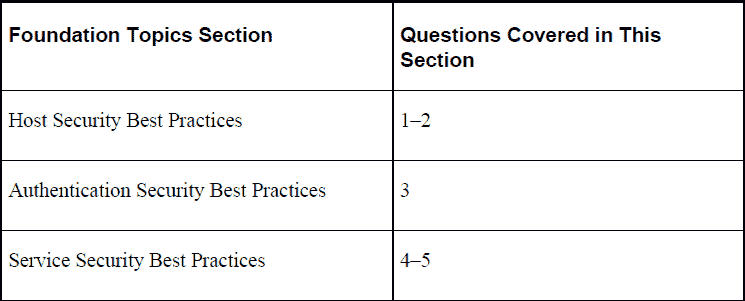 Foundation Topics Section
Questions Covered in This
Section
Host Security Best Practices
1–2
Authentication Security Best Practices
3
Service Security Best Practices
4–5